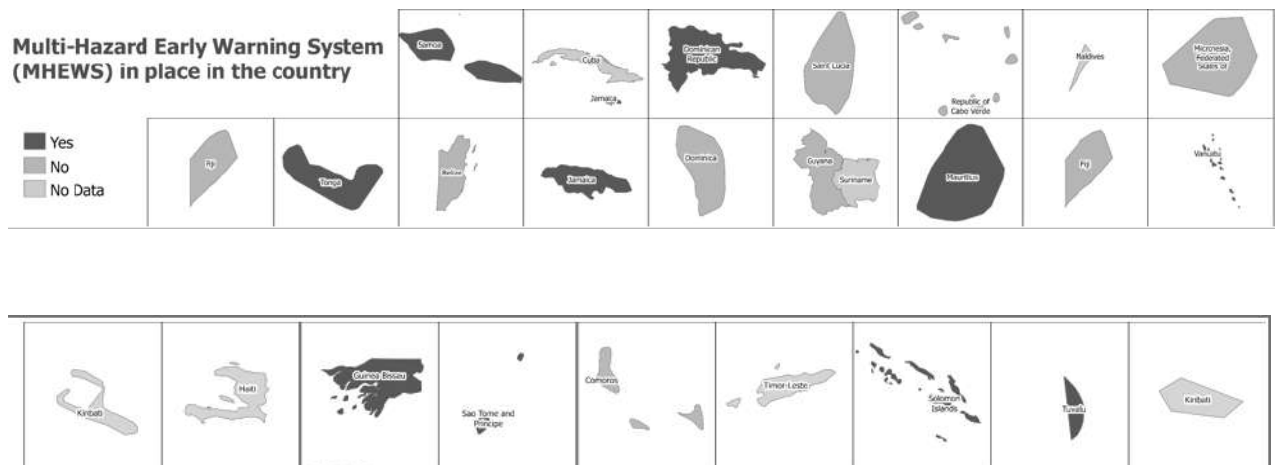 Multi-Hazard Early Warning System
(MHEWS) in place in the country
Yes
No
No Data
Samoa
Cuba
Jamaica
Dominican
Republic
Saint Lucia
Republic of
Cabo Verde
Maldives
Micronesia,
Federated
States of
Fiji
Tonga
Belize
Jamaica
Dominica
Guyana
Suriname
Mauritius
Fiji
Vanuatu
Kiribati
Haiti
Guinea Bissau
Sao Tome and
Principe
Comoros
Timor-Leste
Solomon
Islands
Tuvalu
Kiribati